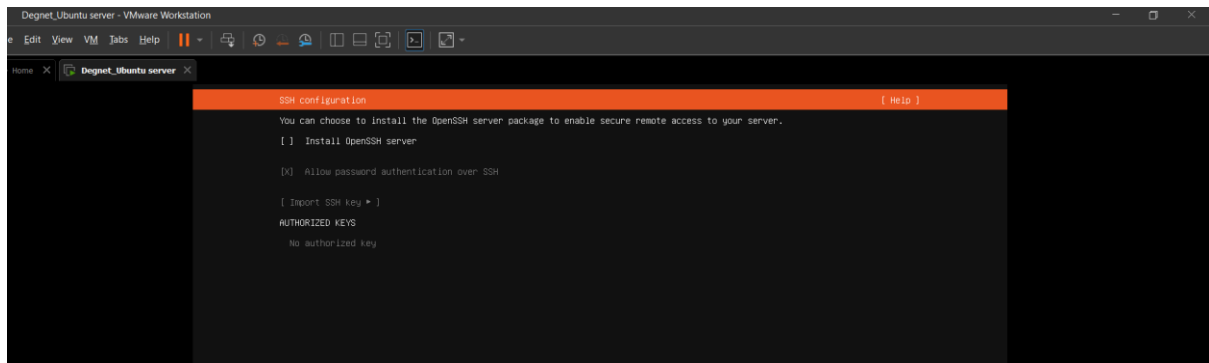 Degnet_Ubuntu server - VMware Workstation
e Edit View VM Tabs Help
Home Degnet_Ubuntu server
SSH configuration [ Help ]
You can choose to install the OpenSSH server package to enable secure remote access to your server.
[ ] Install OpenSSH server
[X] Allow password authentication over SSH
[ Import SSH key ► ]
AUTHORIZED KEYS
No authorized key